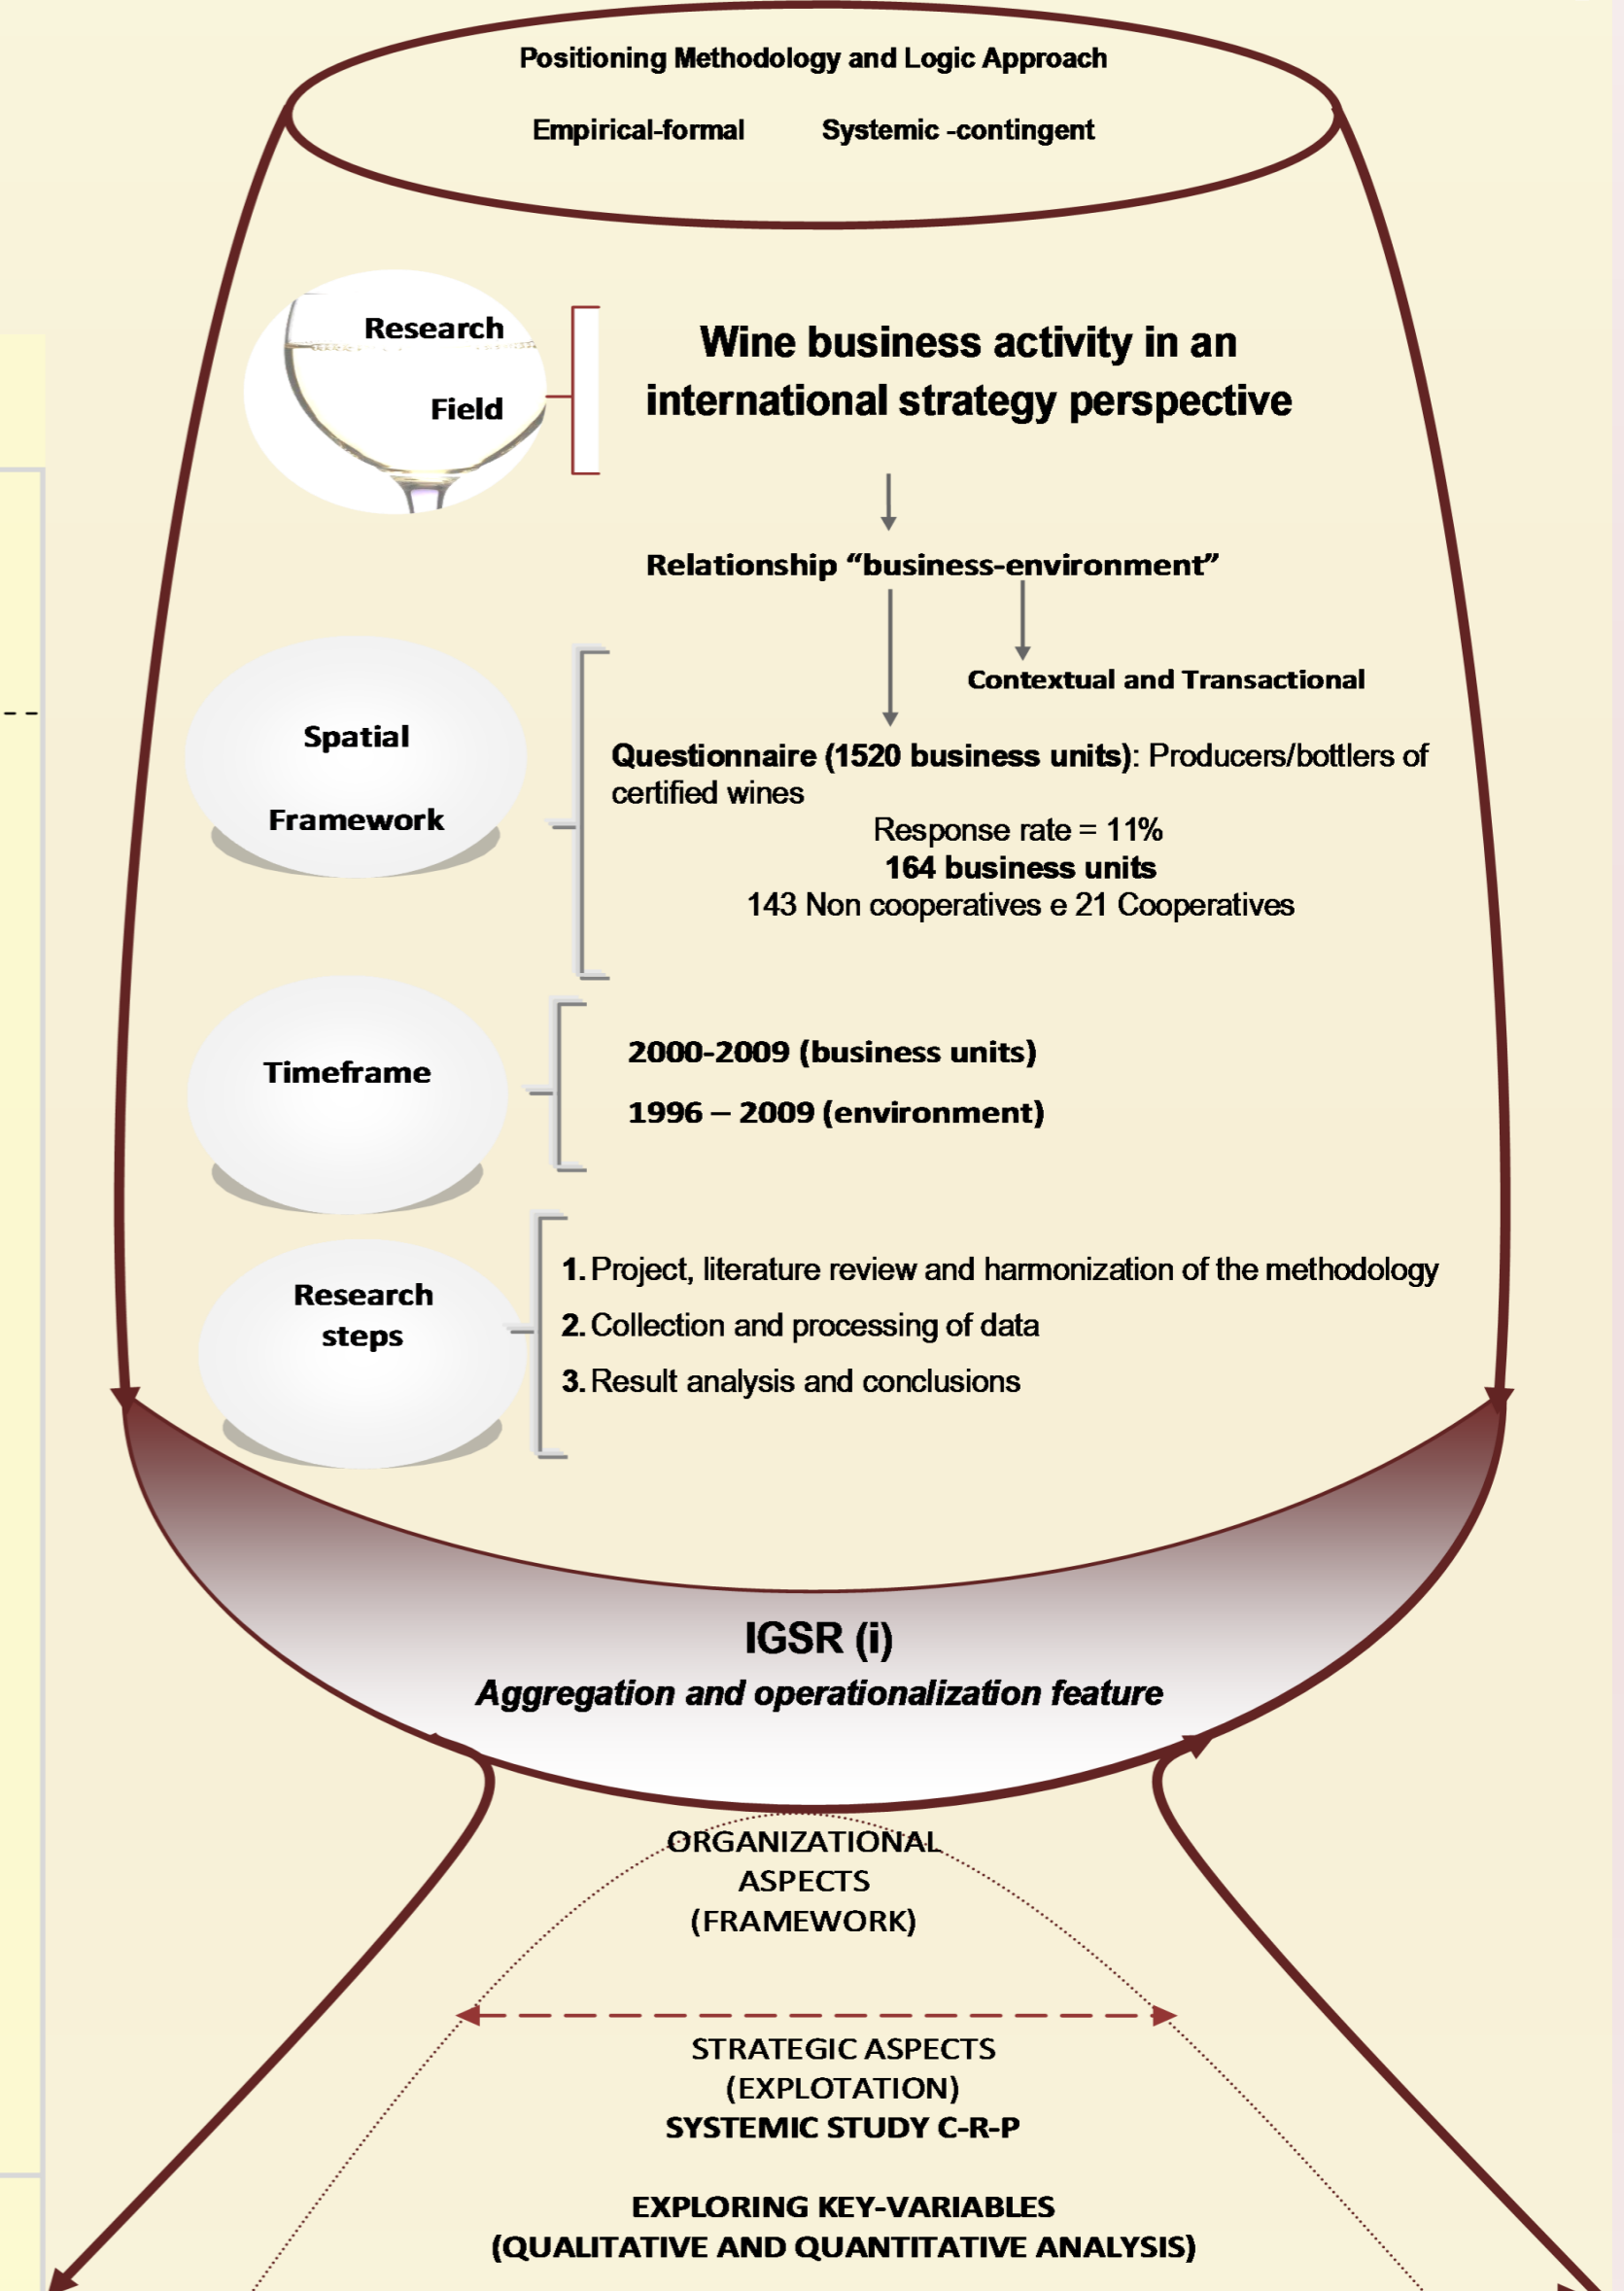 Positioning Methodology and Logic Approach
Empirical-formal Systemic -contingent
Research
Field
Wine business activity in an
international strategy perspective
Relationship “business-environment”
Contextual and Transactional
Spatial
Framework
Questionnaire (1520 business units): Producers/bottlers of
certified wines
Response rate = 11%
164 business units
143 Non cooperatives e 21 Cooperatives
Timeframe
2000-2009 (business units)
1996 – 2009 (environment)
Research
steps
1. Project, literature review and harmonization of the methodology
2. Collection and processing of data
3. Result analysis and conclusions
IGSR (i)
Aggregation and operationalization feature
ORGANIZATIONAL
ASPECTS
(FRAMEWORK)
STRATEGIC ASPECTS
(EXPLOTATION)
SYSTEMIC STUDY C-R-P
EXPLORING KEY-VARIABLES
(QUALITATIVE AND QUANTITATIVE ANALYSIS)